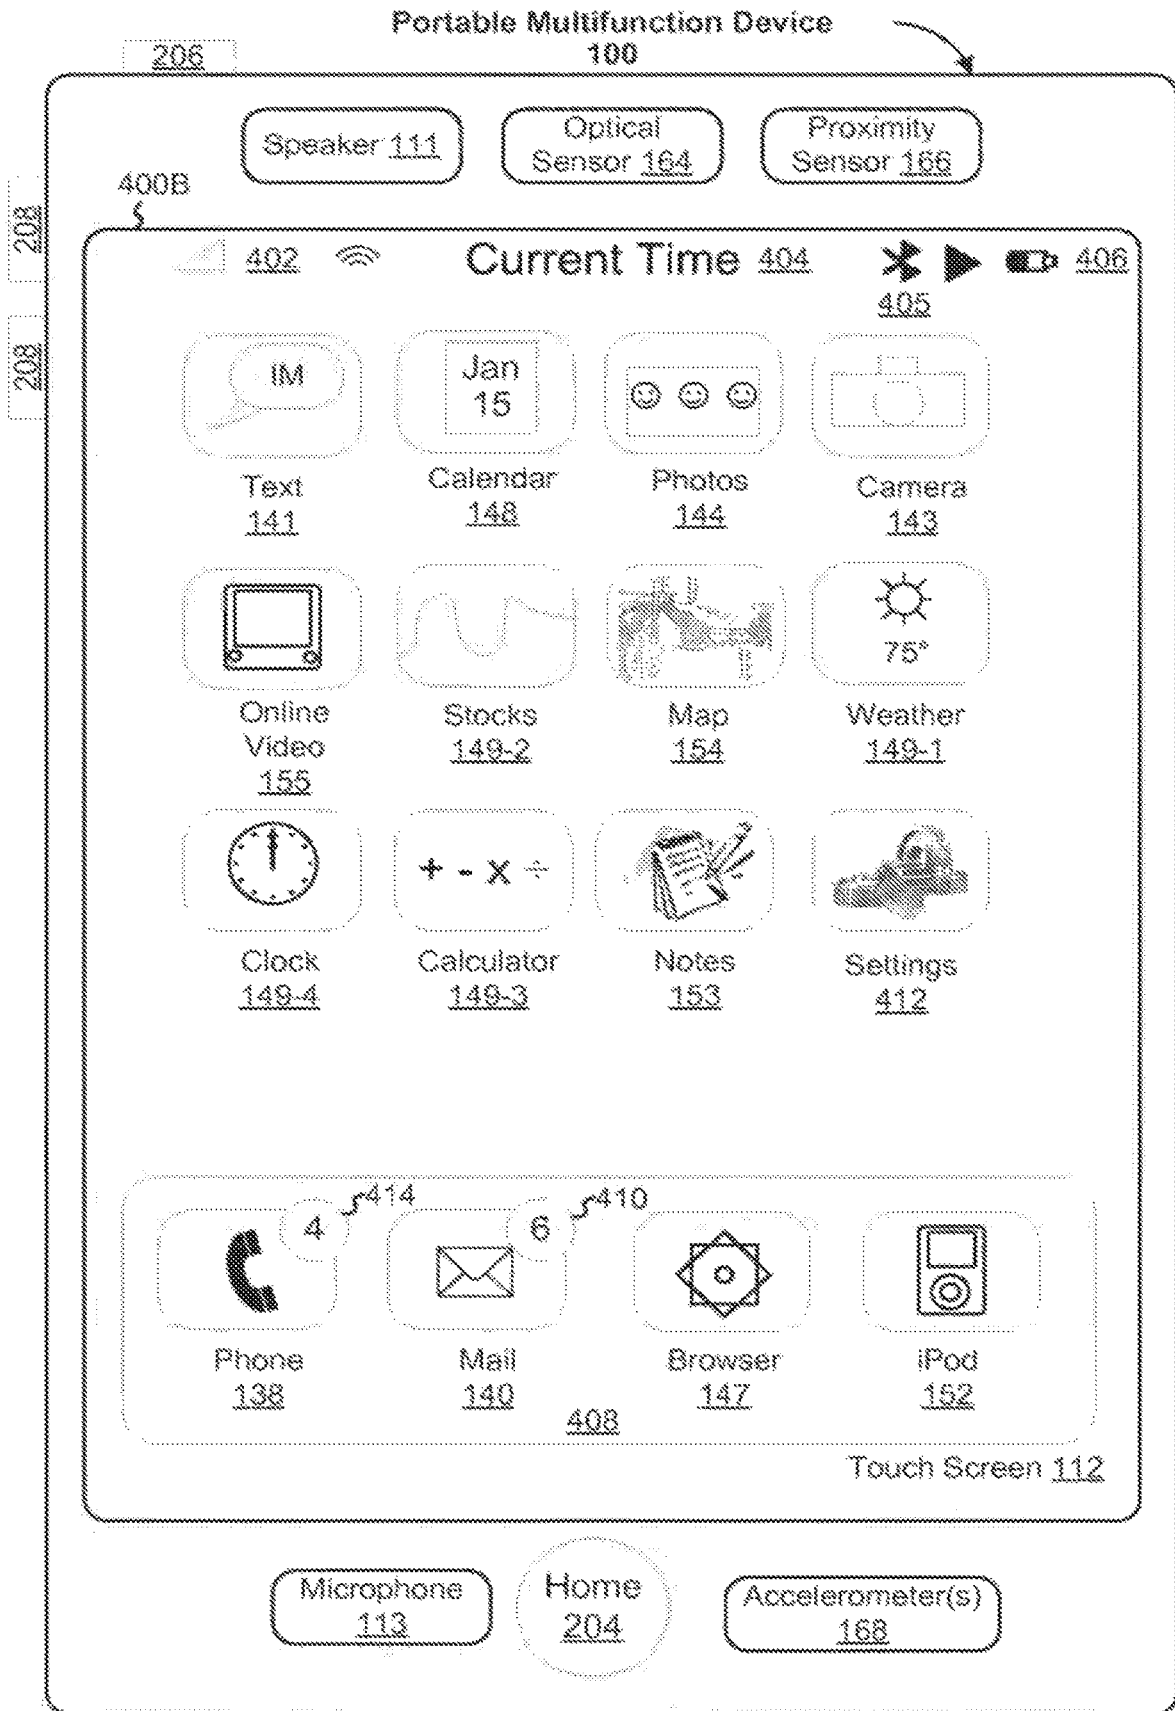 Portable Multifunction Device
100
206
Speaker 111
Optical
Sensor 164
Proximity
Sensor 166
400B
208
208
402
Current Time 404
406
405
IM
Jan
15
Text
141
Calendar
148
Photos
144
Camera
143
75°
Online
Video
155
Stocks
149-2
Map
154
Weather
149-1
+ - x ÷
Clock
149-4
Calculator
149-3
Notes
153
Settings
412
4
414
6
410
Phone
138
Mail
140
Browser
147
iPod
152
408
Touch Screen 112
Microphone
113
Home
204
Accelerometer(s)
168